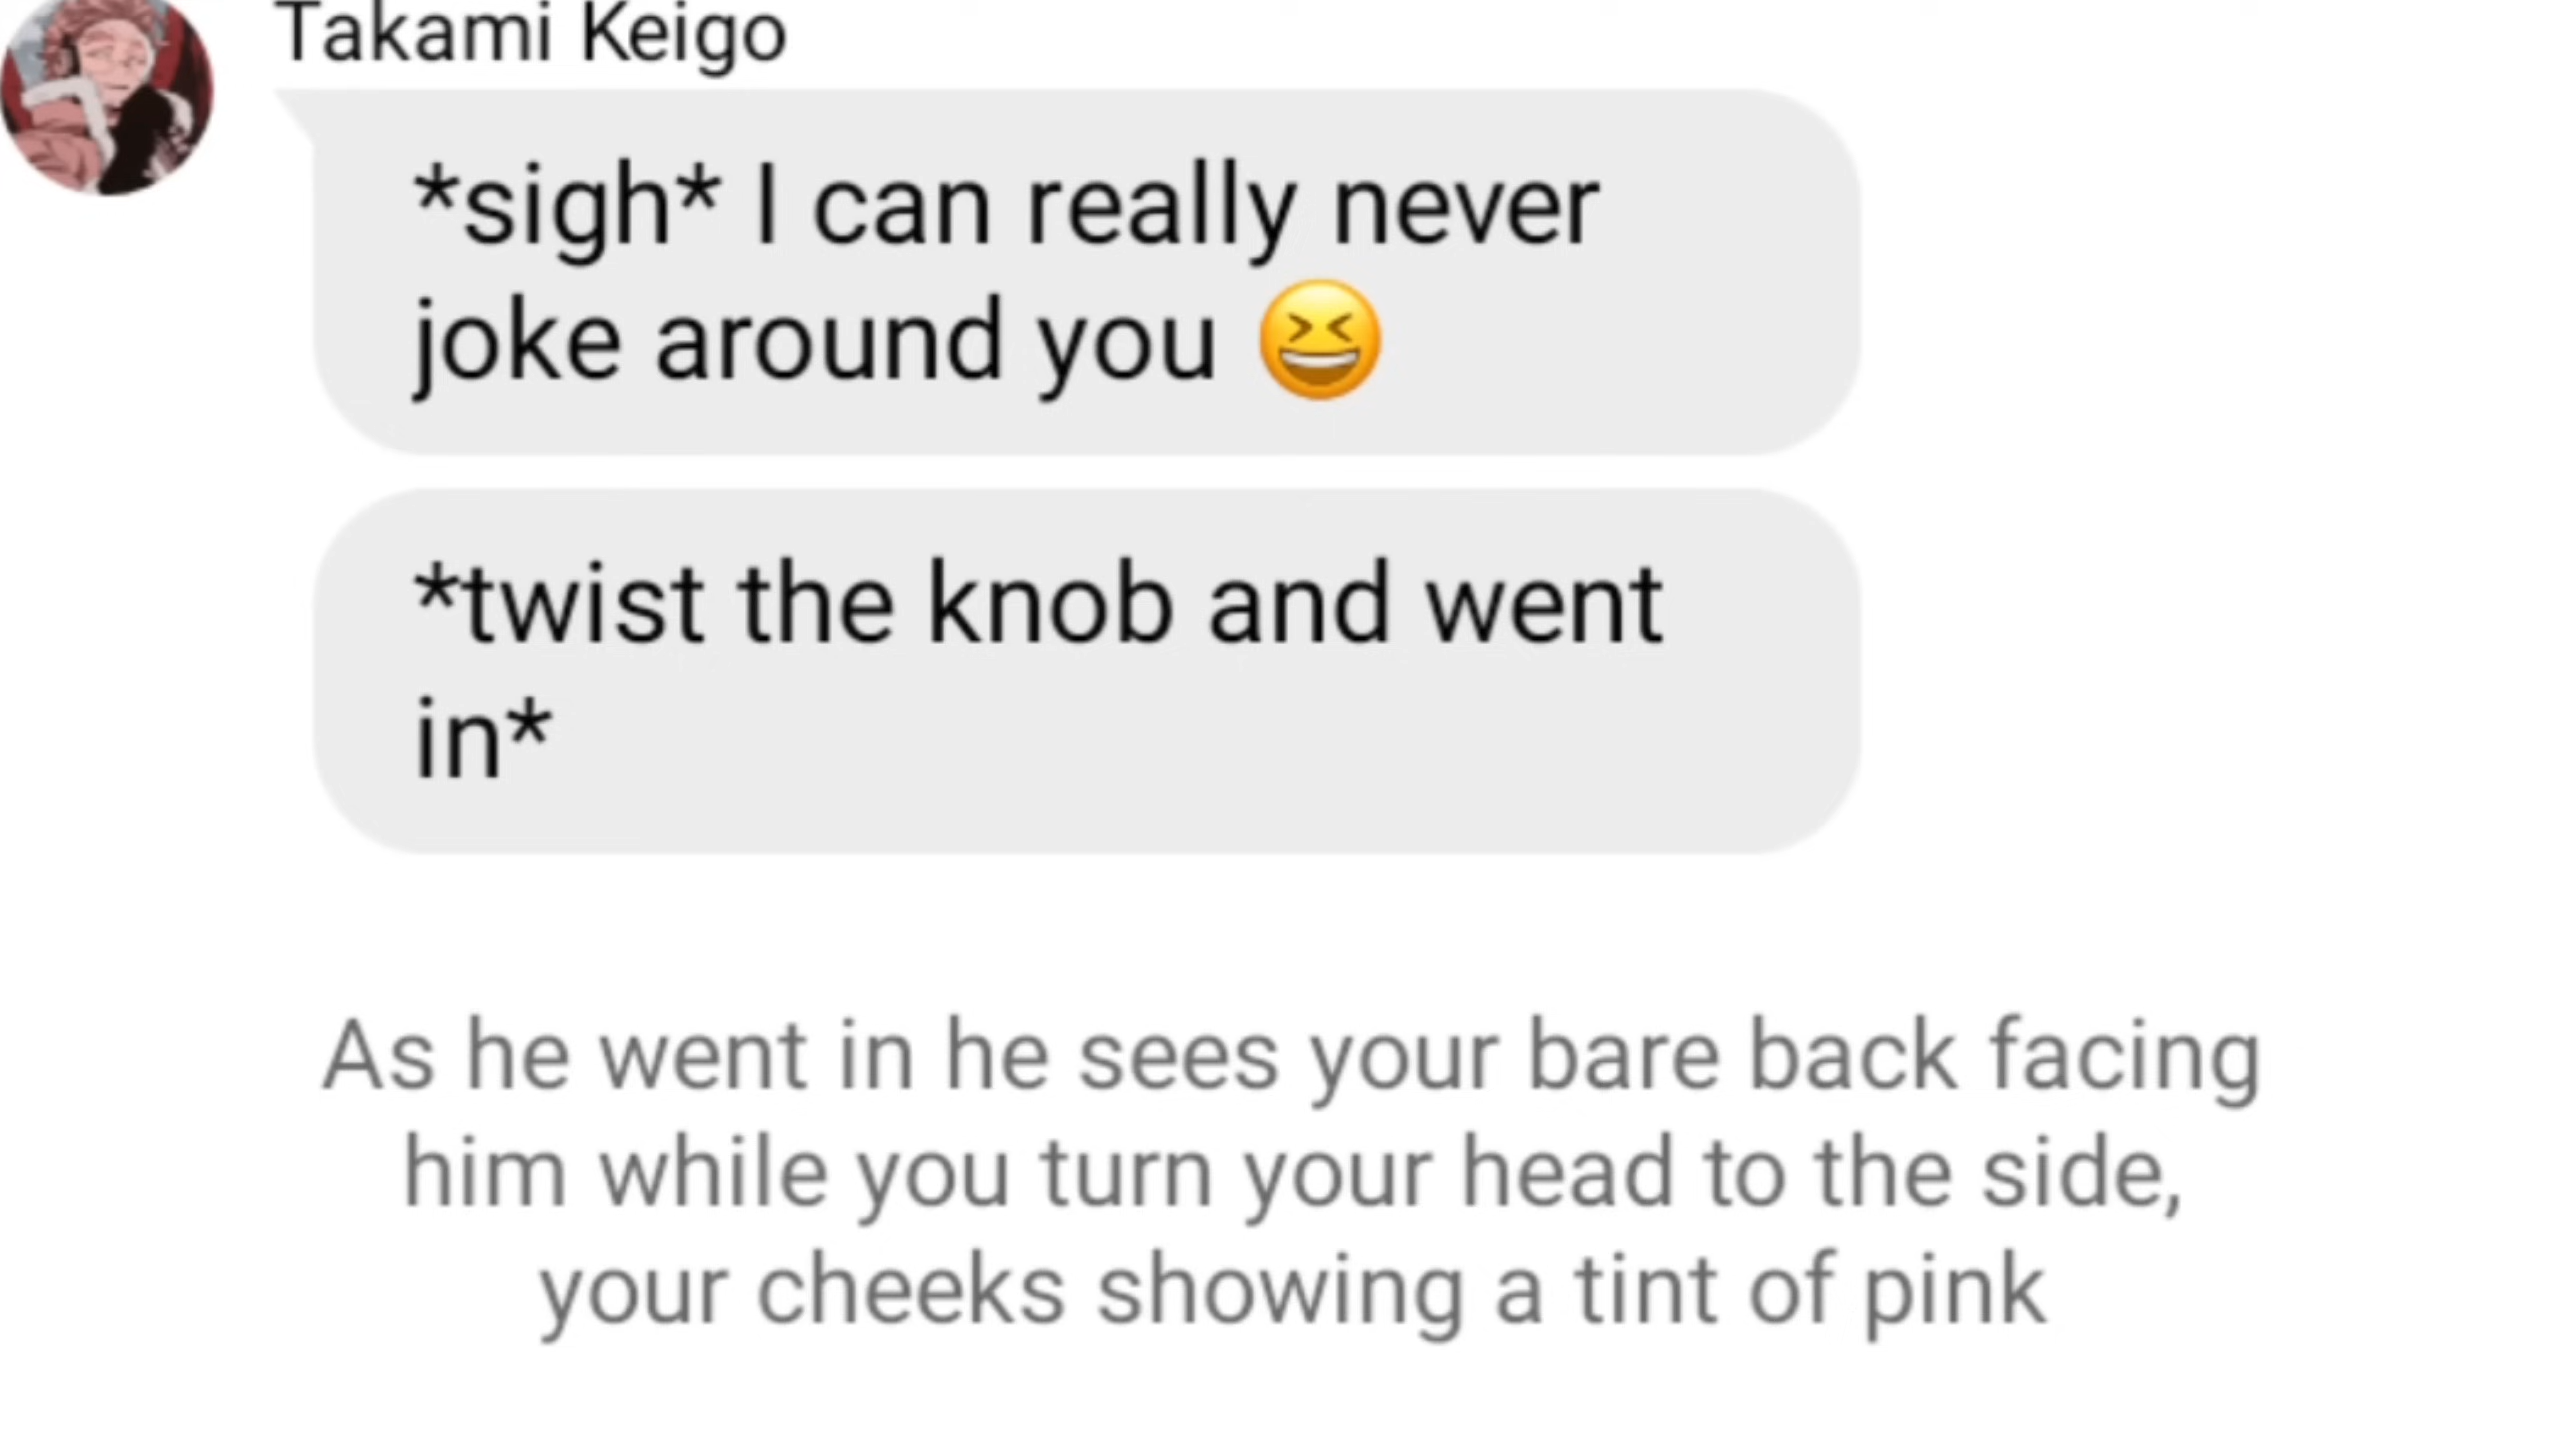 Takami Keigo
*sigh* I can really never
joke around you 😆
*twist the knob and went
in*
As he went in he sees your bare back facing
him while you turn your head to the side,
your cheeks showing a tint of pink